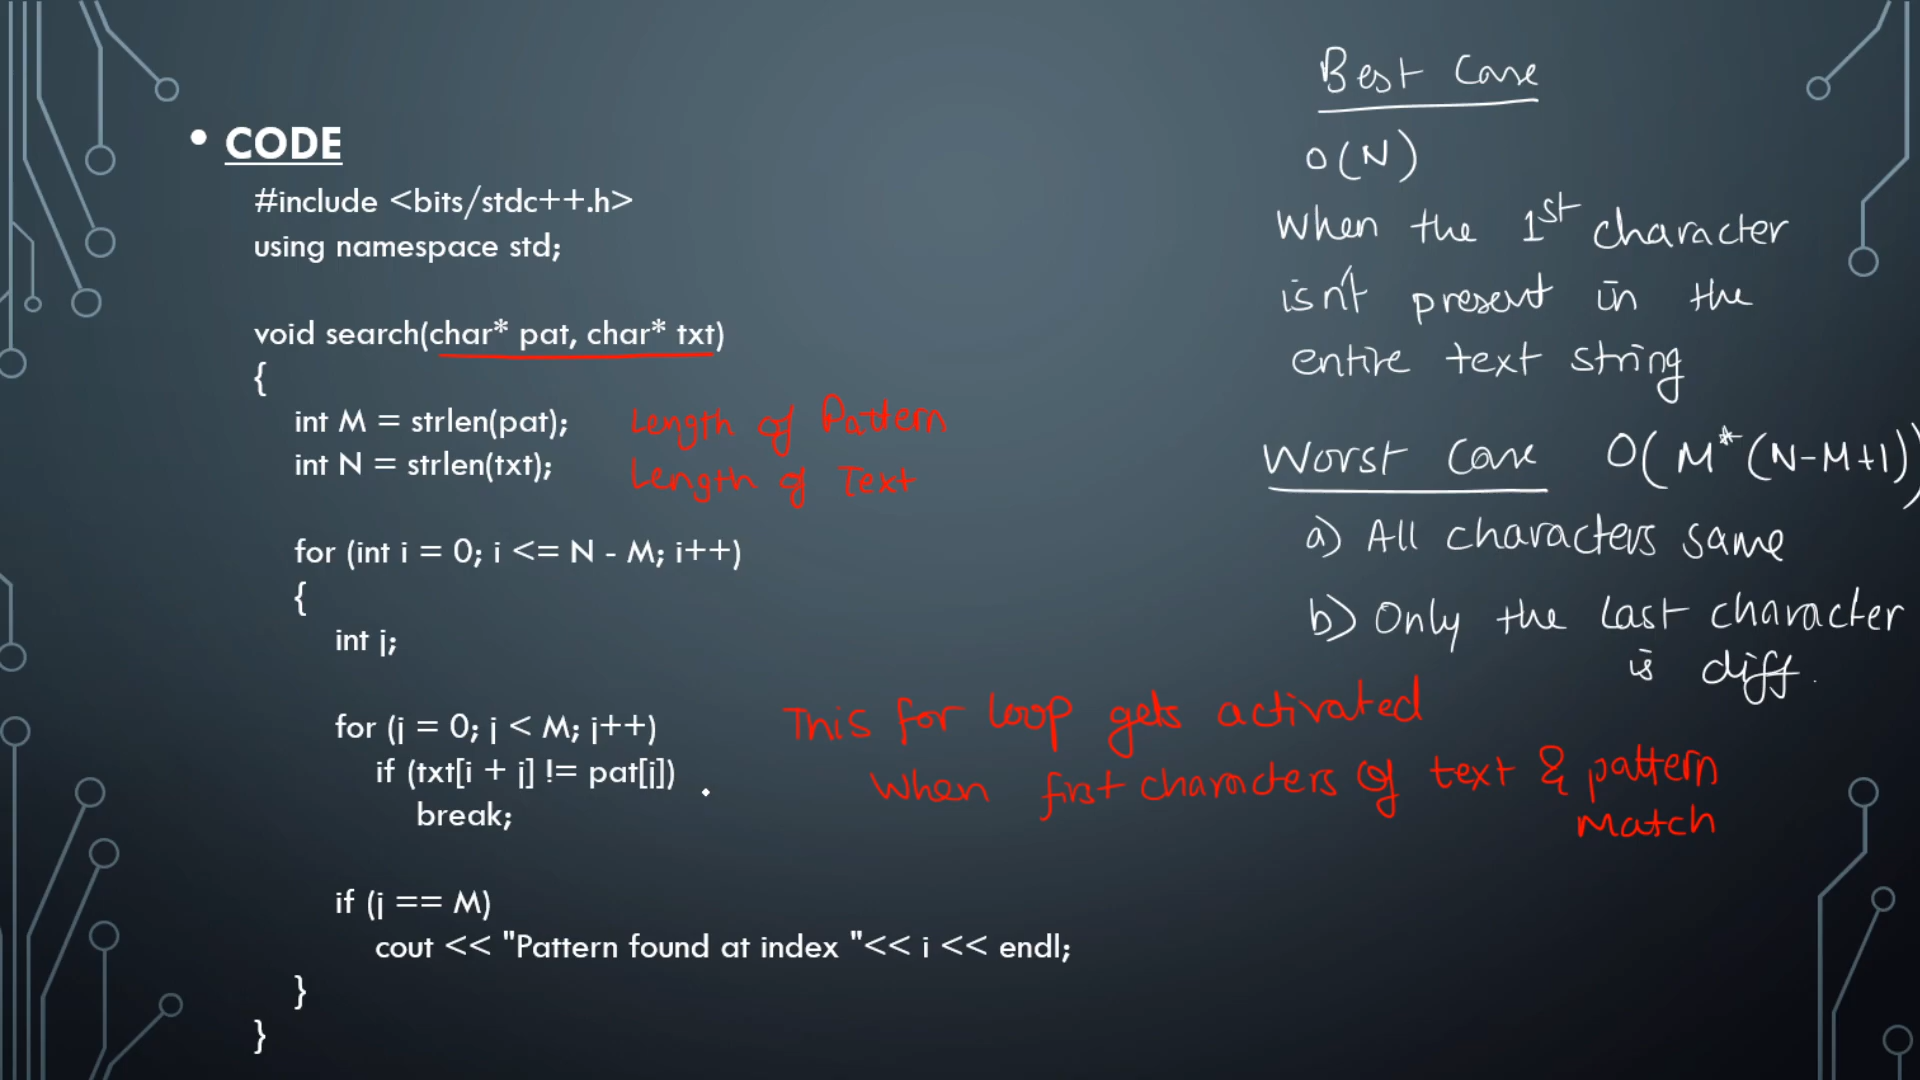 • CODE
#include <bits/stdc++.h>
using namespace std;
void search(char* pat, char* txt)
{
int M = strlen(pat); Length of Pattern
int N = strlen(txt); Length of Text
for (int i = 0; i <= N - M; i++)
{
int j;
for (j = 0; j < M; j++)
if (txt[i + j] != pat[j])
break;
This for loop gets activated
When first characters of text & pattern
Match
if (j == M)
cout << "Pattern found at index "<< i << endl;
}
}
Best Case
O(N)
When the 1st character
isn't present in the
entire text string
Worst Case O(M*(N-M+1))
a) All characters same
b) Only the last character
is diff.